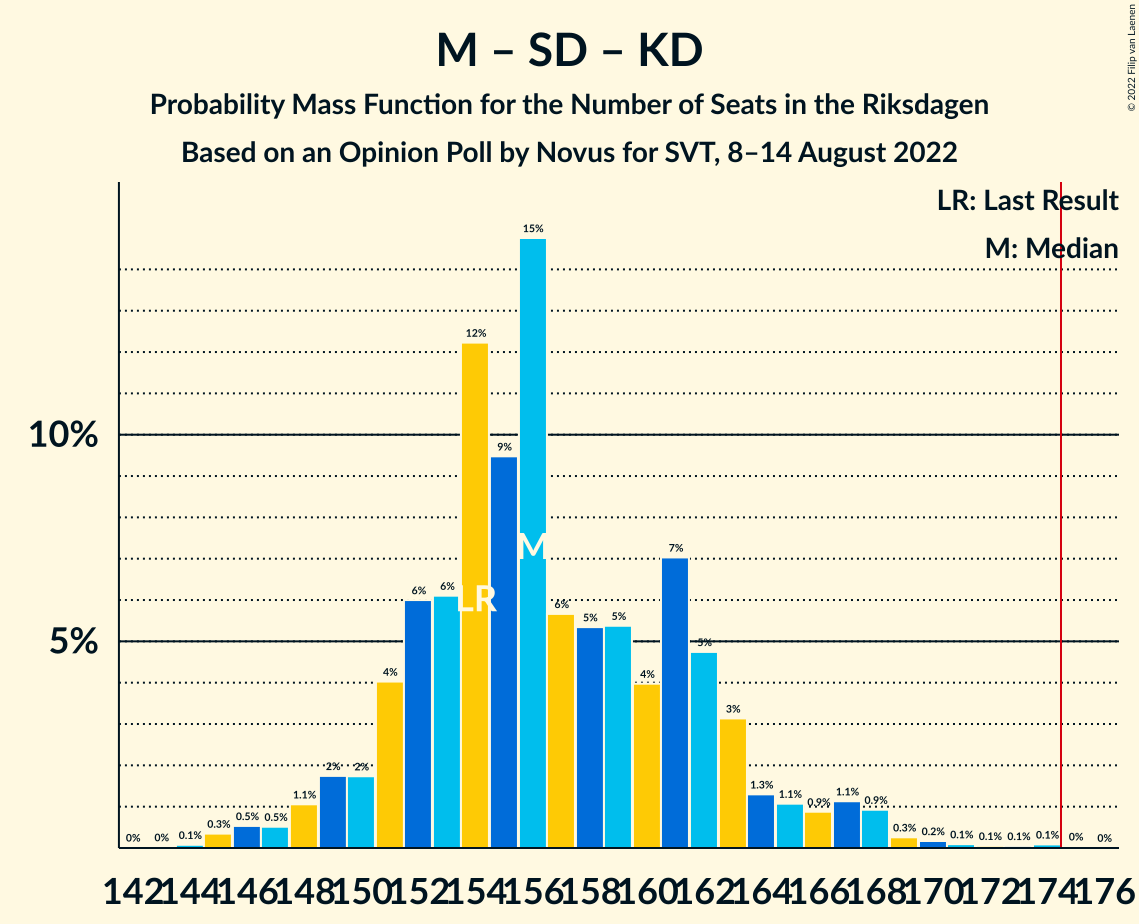 M – SD – KD
Probability Mass Function for the Number of Seats in the Riksdagen
Based on an Opinion Poll by Novus for SVT, 8–14 August 2022
© 2022 Filip van Laenen
LR: Last Result
M: Median
15%
12%
9%
10%
7%
6% 6% 6% 5% 5% 5%
LR M
5%
4% 4%
3%
2% 2%
0% 0% 0.1% 0.3% 0.5% 0.5% 1.1% 1.3% 1.1% 0.9% 1.1% 0.9% 0.3% 0.2% 0.1% 0.1% 0.1% 0.1% 0% 0%
142 144 146 148 150 152 154 156 158 160 162 164 166 168 170 172 174 176